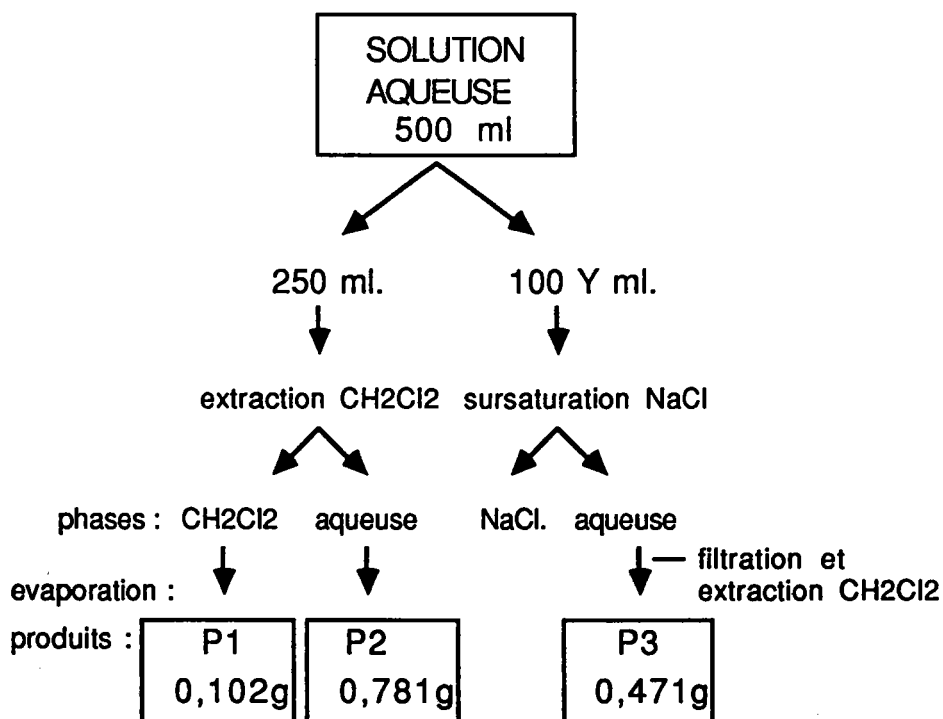 SOLUTION
AQUEUSE
500 ml
250 ml. 100 Y ml.
extraction CH2Cl2 sursaturation NaCl
phases : CH2Cl2 aqueuse NaCl. aqueuse
filtration et
evaporation : extraction CH2Cl2
produits : P1 P2 P3
0,102g 0,781g 0,471g